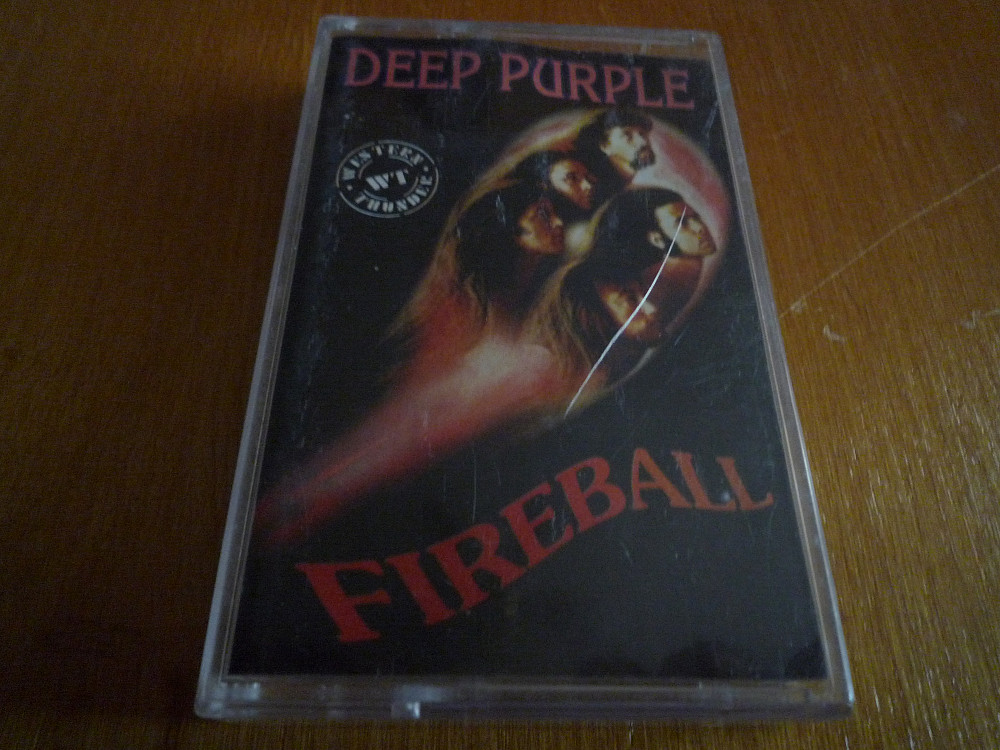 DEEP PURPLE
WESTERN
WT
THUNDER
FIREBALL